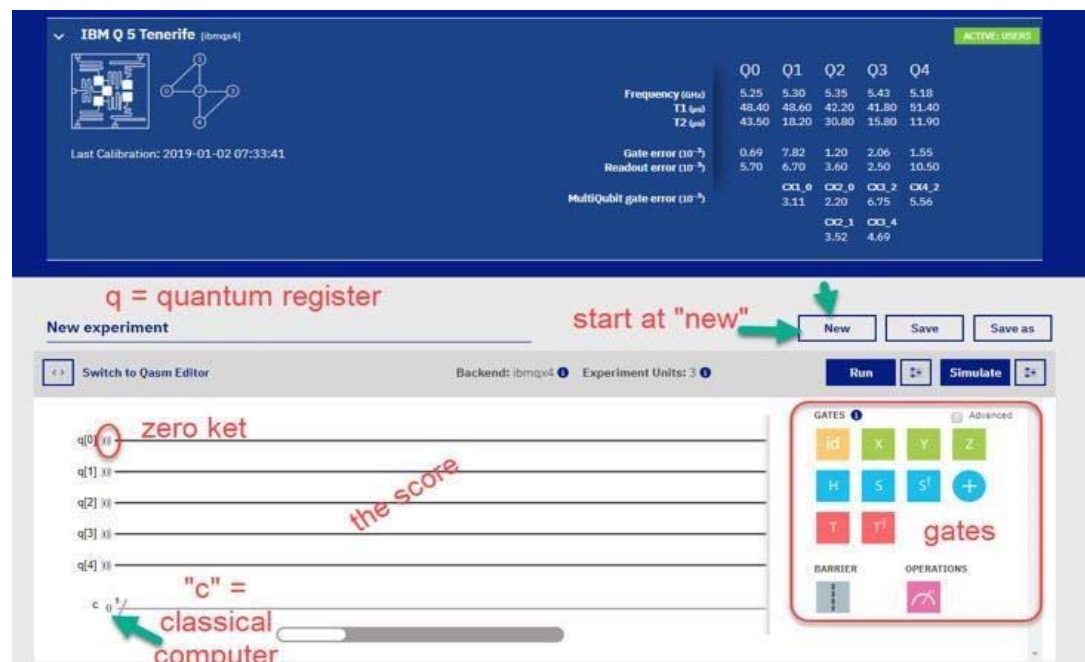 IBM Q 5 Tenerife [ibmqx4]
ACTIVE: USERS
Q0 Q1 Q2 Q3 Q4
Frequency (GHz) 5.25 5.30 5.35 5.43 5.18
T1 (µs) 48.40 48.60 42.20 41.80 51.40
T2 (µs) 43.50 18.20 30.80 15.80 11.90
Last Calibration: 2019-01-02 07:33:41
Gate error (10⁻³) 0.69 7.82 1.20 2.06 1.55
Readout error (10⁻²) 5.70 6.70 3.60 2.50 10.50
MultiQubit gate error (10⁻²)
CX1_0 CX2_0 CX3_2 CX4_2
3.11 2.20 6.75 5.56
CX2_1 CX3_4
3.52 4.69
q = quantum register
New experiment
start at "new"
New Save Save as
Switch to Qasm Editor
Backend: ibmqx4 Experiment Units: 3
Run Simulate
GATES Advanced
id X Y Z
H S S† +
T T†
gates
BARRIER OPERATIONS
q[0] |0⟩ zero ket
q[1] |0⟩
q[2] |0⟩
the score
q[3] |0⟩
q[4] |0⟩
c 0
"c" =
classical
computer